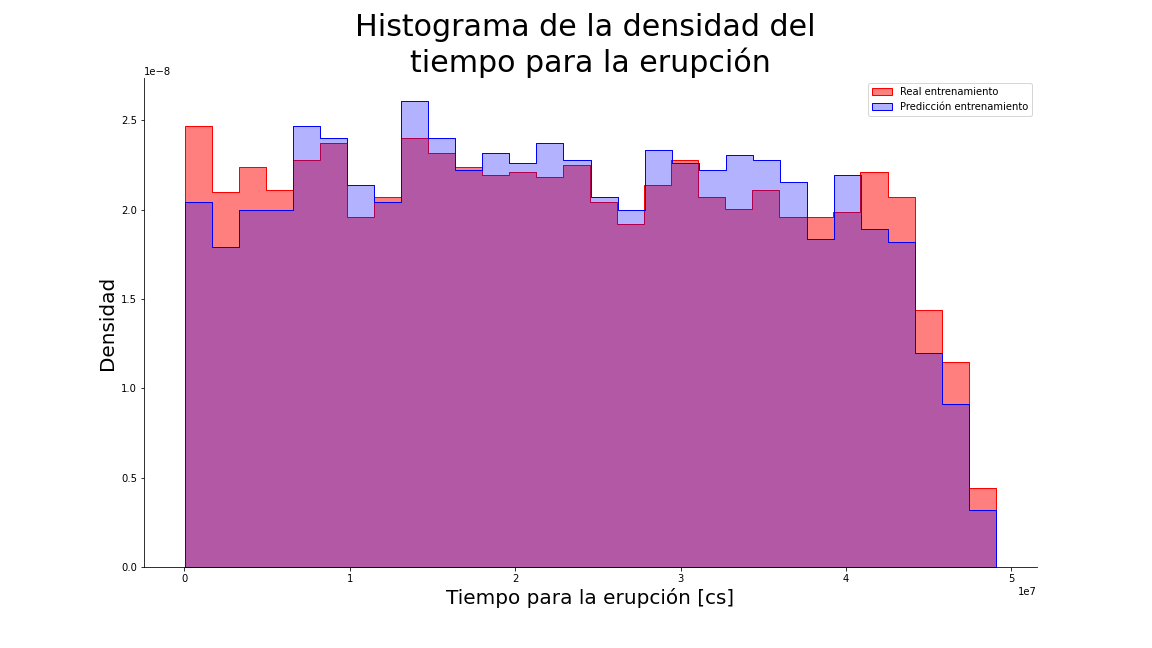 Histograma de la densidad del
tiempo para la erupción
1e−8
Real entrenamiento
Predicción entrenamiento
2.5
2.0
1.5
1.0
0.5
0.0
Densidad
0 1 2 3 4 5
1e7
Tiempo para la erupción [cs]